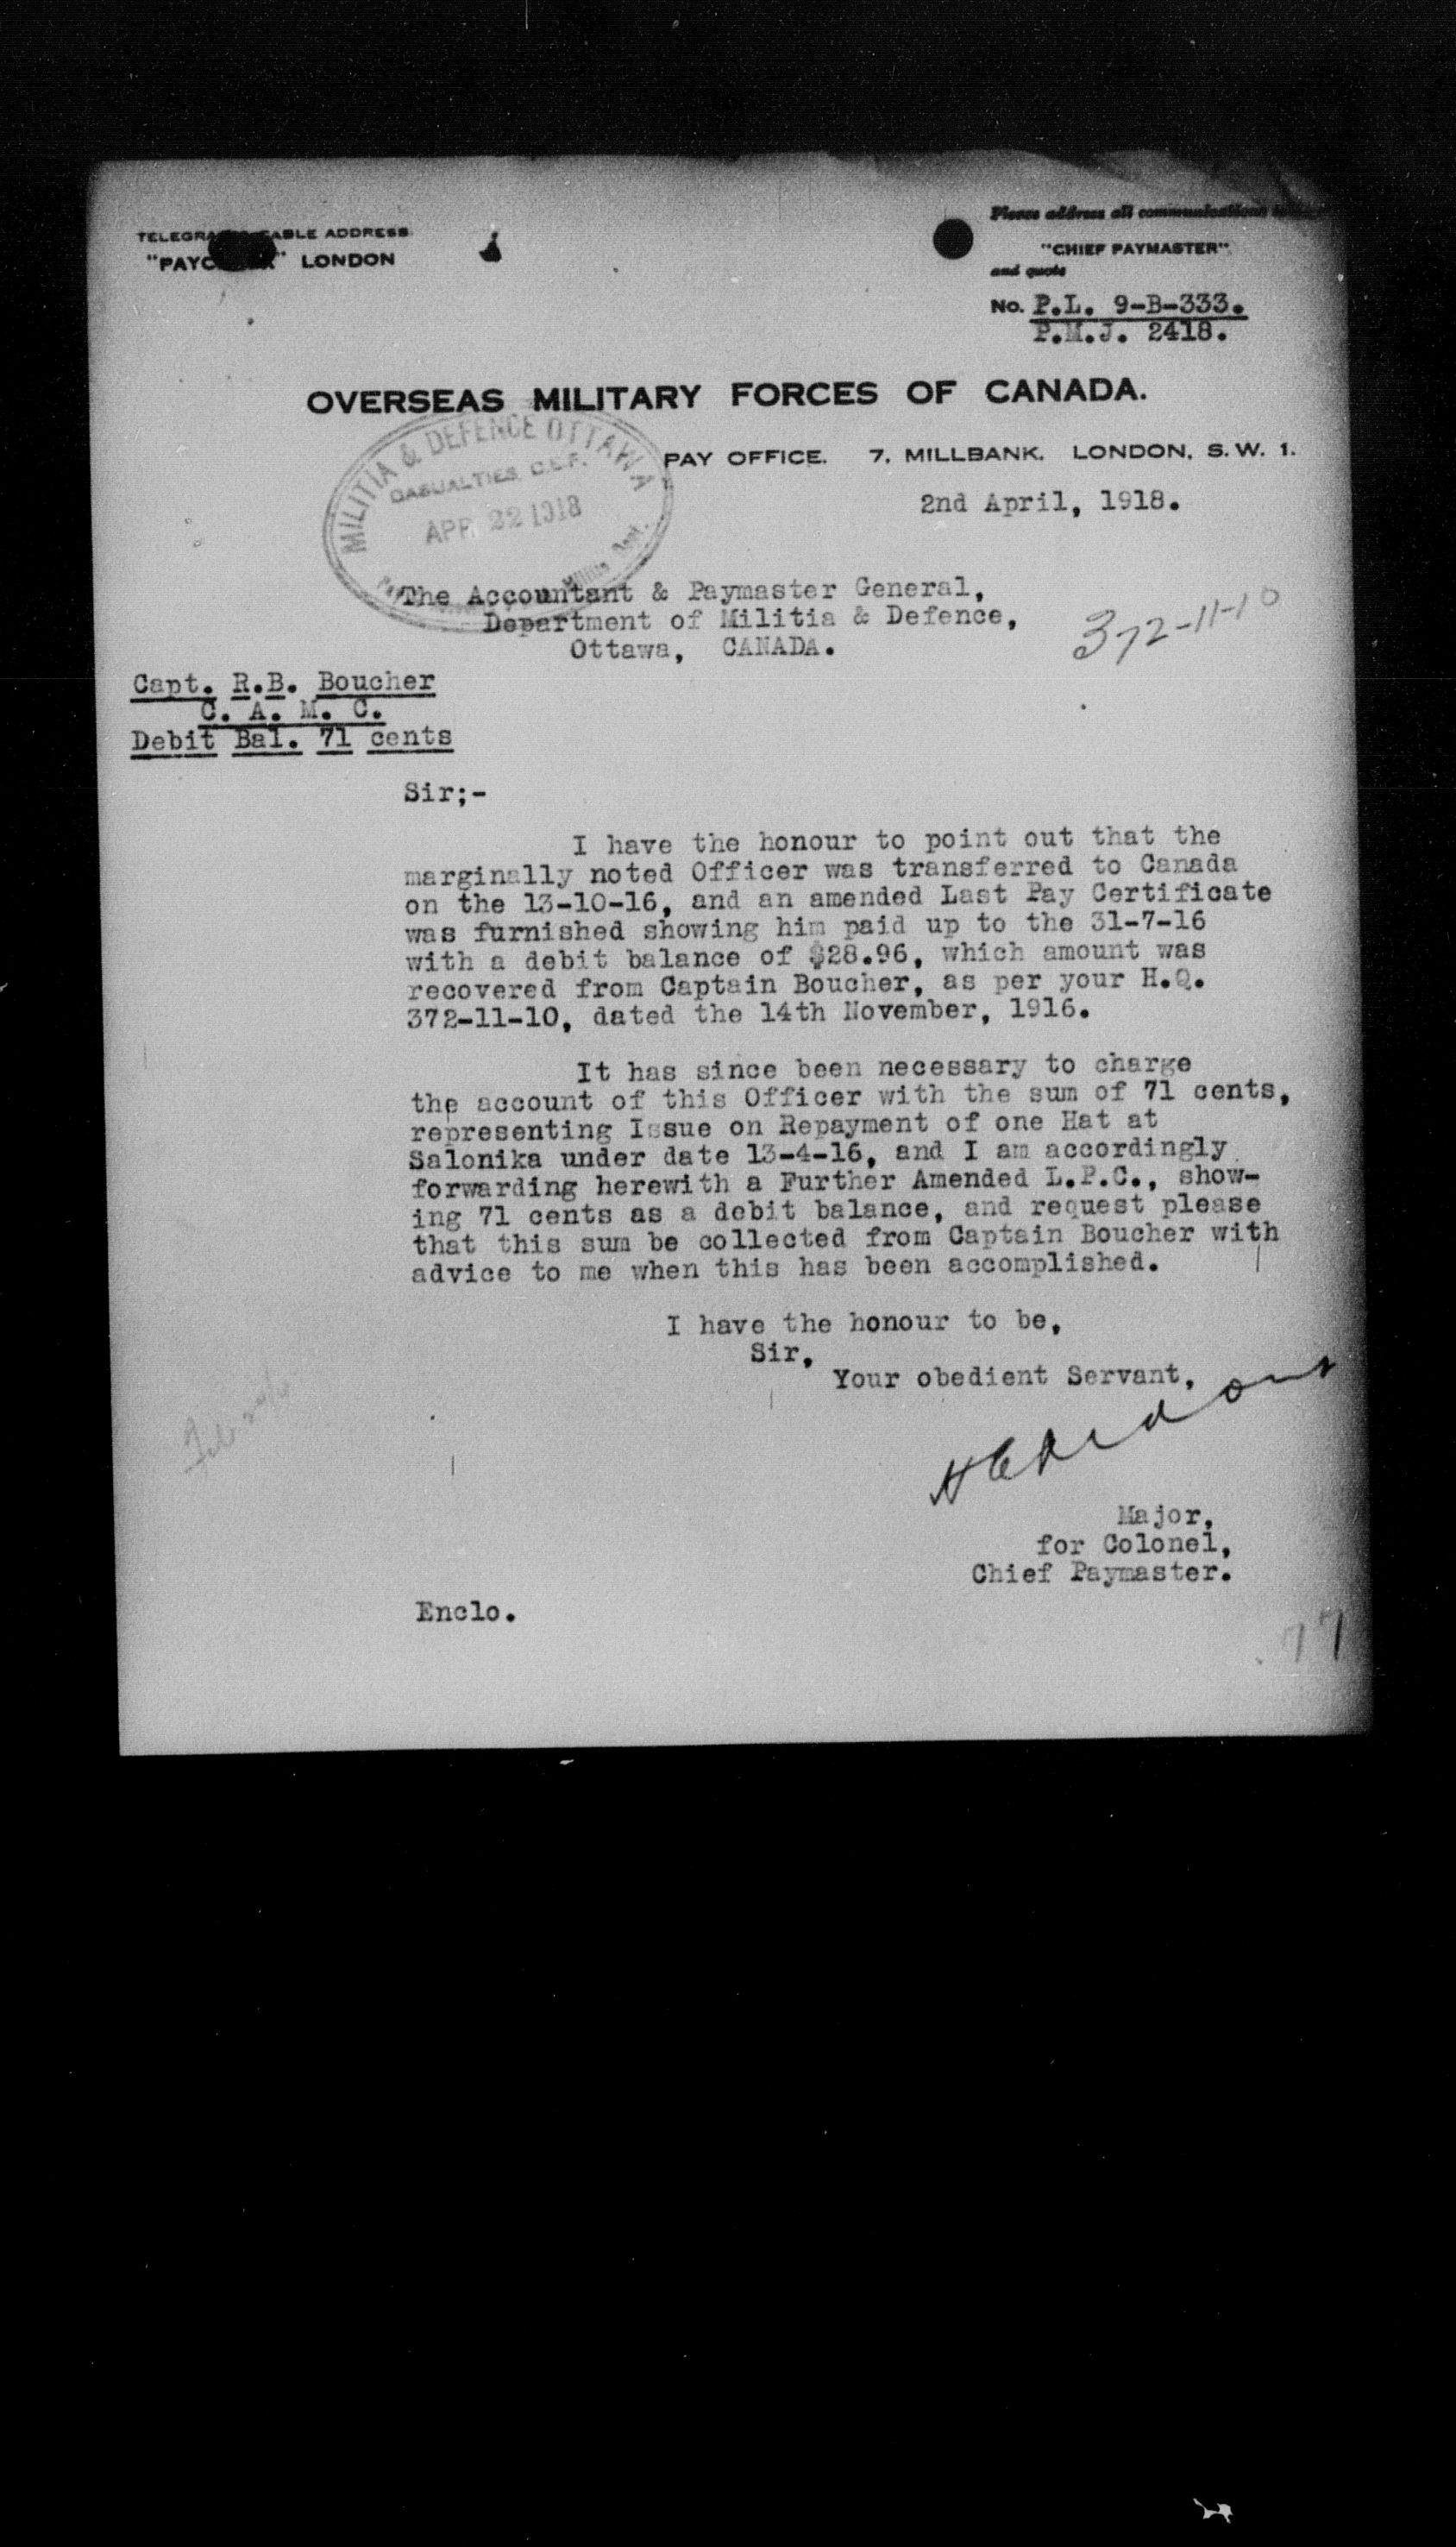 TELEGRA CABLE ADDRESS
"PAYC " LONDON
Please address all communications
"CHIEF PAYMASTER"
and quote
No. P.L. 9-B-333.
P.M.J. 2418.
OVERSEAS MILITARY FORCES OF CANADA.
MILITIA & DEFENCE OTTAWA
CASUALTIES, C.E.F.
APR 22 1918
PAY OFFICE. 7, MILLBANK. LONDON, S.W. 1.
2nd April, 1918.
The Accountant & Paymaster General,
Department of Militia & Defence,
Ottawa, CANADA.
372-11-10
Capt. R.B. Boucher
C. A. M. C.
Debit Bal. 71 cents
Sir;-
I have the honour to point out that the
marginally noted Officer was transferred to Canada
on the 13-10-16, and an amended Last Pay Certificate
was furnished showing him paid up to the 31-7-16
with a debit balance of $28.96, which amount was
recovered from Captain Boucher, as per your H.Q.
372-11-10, dated the 14th November, 1916.
It has since been necessary to charge
the account of this Officer with the sum of 71 cents,
representing Issue on Repayment of one Hat at
Salonika under date 13-4-16, and I am accordingly
forwarding herewith a Further Amended L.P.C., show-
ing 71 cents as a debit balance, and request please
that this sum be collected from Captain Boucher with
advice to me when this has been accomplished.
I have the honour to be,
Sir,
Your obedient Servant,
Major,
for Colonel,
Chief Paymaster.
Enclo.
77